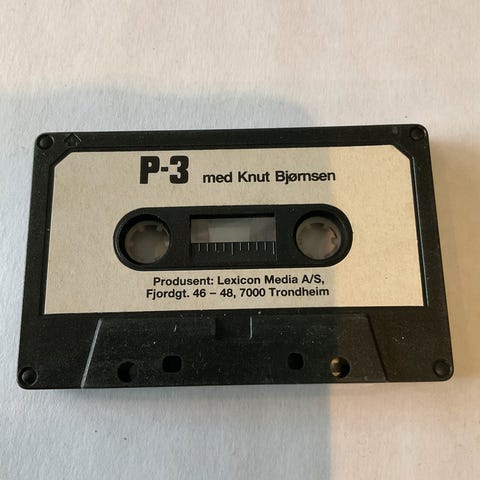 P-3 med Knut Bjørnsen
Produsent: Lexicon Media A/S,
Fjordgt. 46 – 48, 7000 Trondheim